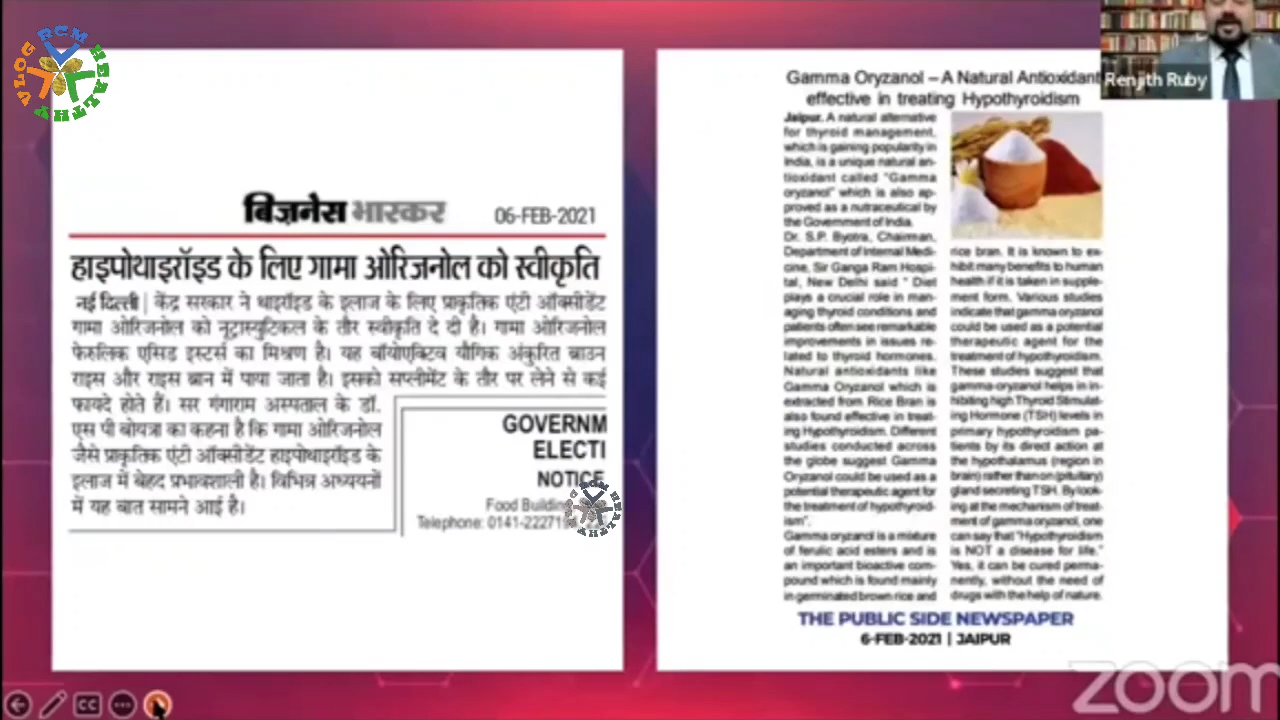 VLOG RCM HEALTHY
बिज़नेस भास्कर
06-FEB-2021
हाइपोथाइरॉइड के लिए गामा ओरिजनोल को स्वीकृति
नई दिल्ली | केंद्र सरकार ने थाइरॉइड के इलाज के लिए प्राकृतिक एंटी ऑक्सीडेंट
गामा ओरिजनोल को नूट्रास्युटिकल के तौर स्वीकृति दे दी है। गामा ओरिजनोल
फेरुलिक एसिड इस्टर्स का मिश्रण है। यह बॉयोएक्टिव यौगिक अंकुरित ब्राउन
राइस और राइस ब्रान में पाया जाता है। इसको सप्लीमेंट के तौर पर लेने से कई
फायदे होते हैं। सर गंगाराम अस्पताल के डॉ.
एस पी बोयत्रा का कहना है कि गामा ओरिजनोल
जैसे प्राकृतिक एंटी ऑक्सीडेंट हाइपोथाइरॉइड के
इलाज में बेहद प्रभावशाली है। विभिन्न अध्ययनों
में यह बात सामने आई है।
GOVERNM
ELECTI
NOTICE
Food Building
Telephone: 0141-22271
Gamma Oryzanol – A Natural Antioxidant
effective in treating Hypothyroidism
Jaipur. A natural alternative
for thyroid management,
which is gaining popularity in
India, is a unique natural an-
tioxidant called "Gamma
oryzanol" which is also ap-
proved as a nutraceutical by
the Government of India.
Dr. S.P. Byotra, Chairman,
Department of Internal Medi-
cine, Sir Ganga Ram Hospi-
tal, New Delhi said " Diet
plays a crucial role in man-
aging thyroid conditions and
patients often see remarkable
improvements in issues re-
lated to thyroid hormones.
Natural antioxidants like
Gamma Oryzanol which is
extracted from Rice Bran is
also found effective in treat-
ing Hypothyroidism. Different
studies conducted across
the globe suggest Gamma
Oryzanol could be used as a
potential therapeutic agent for
the treatment of hypothyroid-
ism".
Gamma oryzanol is a mixture
of ferulic acid esters and is
an important bioactive com-
pound which is found mainly
in germinated brown rice and
rice bran. It is known to ex-
hibit many benefits to human
health if it is taken in supple-
ment form. Various studies
indicate that gamma oryzanol
could be used as a potential
therapeutic agent for the
treatment of hypothyroidism.
These studies suggest that
gamma-oryzanol helps in in-
hibiting high Thyroid Stimulat-
ing Hormone (TSH) levels in
primary hypothyroidism pa-
tients by its direct action at
the hypothalamus (region in
brain) rather than on (pituitary)
gland secreting TSH. By look-
ing at the mechanism of treat-
ment of gamma oryzanol, one
can say that "Hypothyroidism
is NOT a disease for life."
Yes, it can be cured perma-
nently, without the need of
drugs with the help of nature.
THE PUBLIC SIDE NEWSPAPER
6-FEB-2021 | JAIPUR
Renjith Ruby
VLOG RCM HEALTHY
CC
zoom